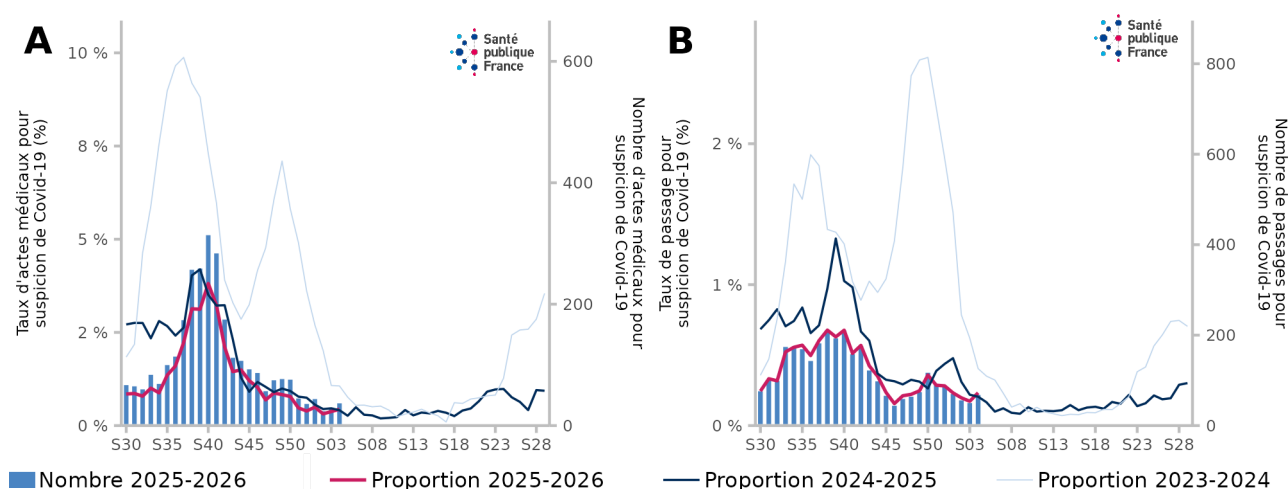 A
Santé
publique
France
10 %
8 %
5 %
2 %
0 %
600
400
200
0
Taux d'actes médicaux pour
suspicion de Covid-19 (%)
Nombre d'actes médicaux pour
suspicion de Covid-19
S30 S35 S40 S45 S50 S03 S08 S13 S18 S23 S28
B
Santé
publique
France
2 %
1 %
0 %
800
600
400
200
0
Taux de passage pour
suspicion de Covid-19 (%)
Nombre de passages pour
suspicion de Covid-19
S30 S35 S40 S45 S50 S03 S08 S13 S18 S23 S28
Nombre 2025-2026 Proportion 2025-2026 Proportion 2024-2025 Proportion 2023-2024